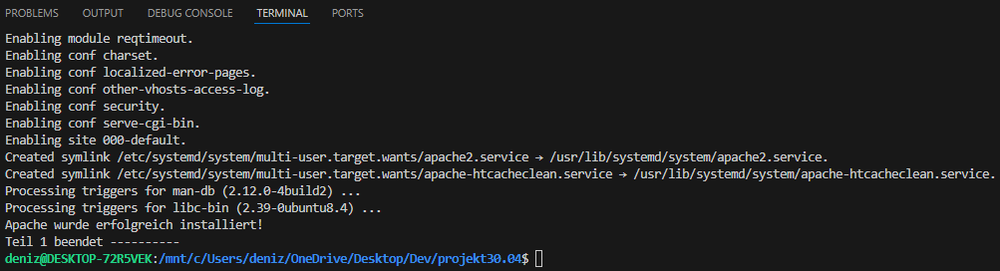 PROBLEMS OUTPUT DEBUG CONSOLE TERMINAL PORTS
Enabling module reqtimeout.
Enabling conf charset.
Enabling conf localized-error-pages.
Enabling conf other-vhosts-access-log.
Enabling conf security.
Enabling conf serve-cgi-bin.
Enabling site 000-default.
Created symlink /etc/systemd/system/multi-user.target.wants/apache2.service → /usr/lib/systemd/system/apache2.service.
Created symlink /etc/systemd/system/multi-user.target.wants/apache-htcacheclean.service → /usr/lib/systemd/system/apache-htcacheclean.service.
Processing triggers for man-db (2.12.0-4build2) ...
Processing triggers for libc-bin (2.39-0ubuntu8.4) ...
Apache wurde erfolgreich installiert!
Teil 1 beendet ----------
deniz@DESKTOP-72R5VEK:/mnt/c/Users/deniz/OneDrive/Desktop/Dev/projekt30.04$